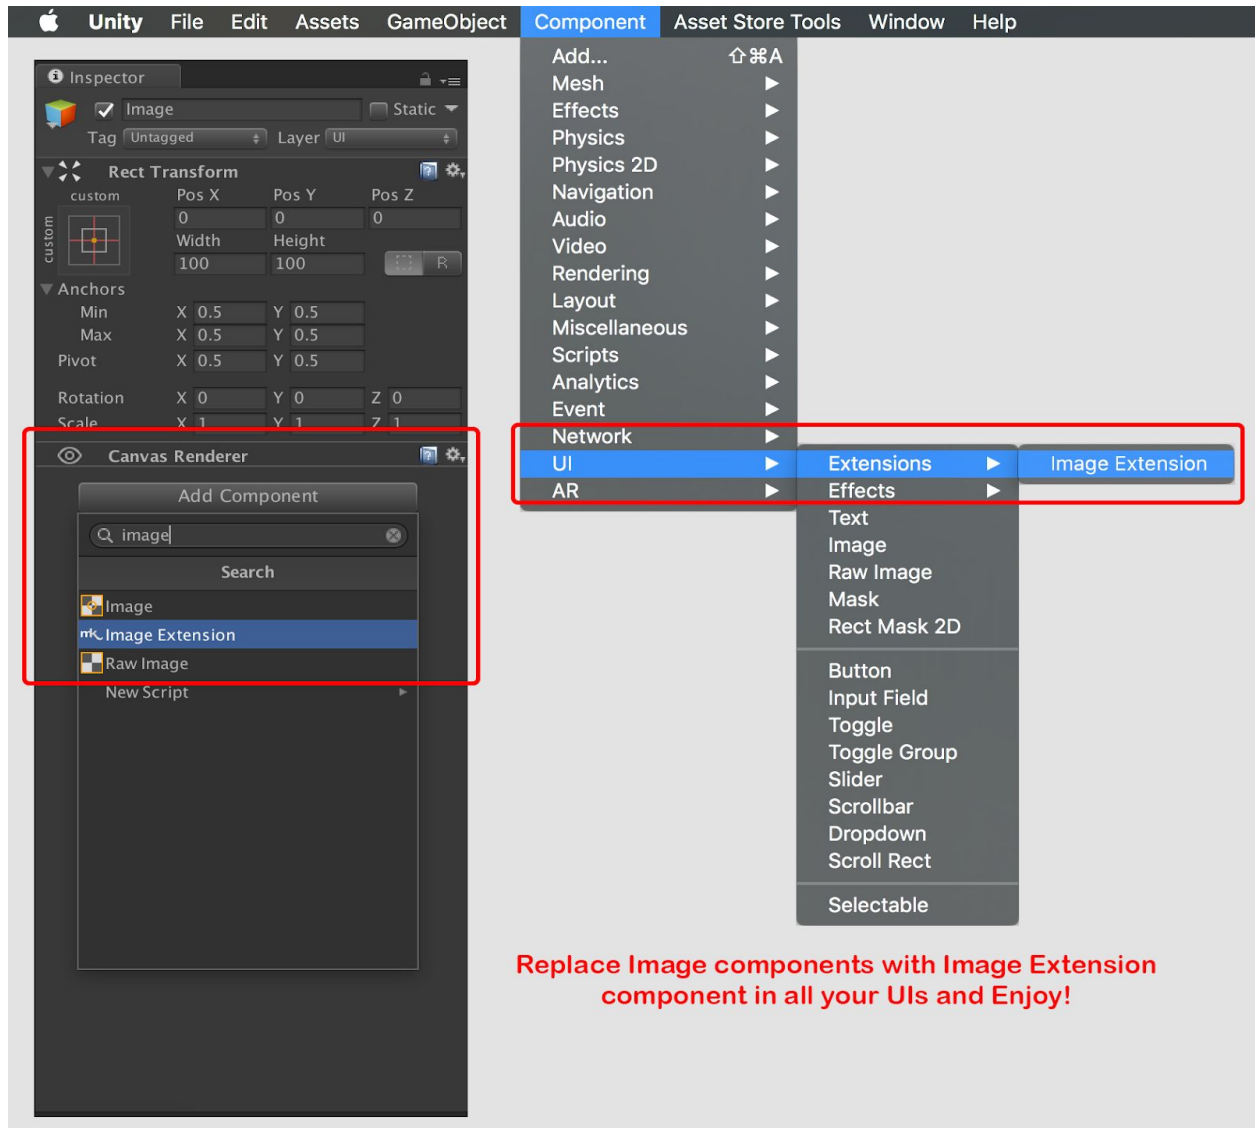 Unity File Edit Assets GameObject Component Asset Store Tools Window Help
Inspector
Image Static
Tag Untagged Layer UI
Rect Transform
custom Pos X Pos Y Pos Z
custom
0 0 0
Width Height
100 100 R
Anchors
Min X 0.5 Y 0.5
Max X 0.5 Y 0.5
Pivot X 0.5 Y 0.5
Rotation X 0 Y 0 Z 0
Scale X 1 Y 1 Z 1
Canvas Renderer
Add Component
image
Search
Image
mk Image Extension
Raw Image
New Script
Add... ⇧⌘A
Mesh
Effects
Physics
Physics 2D
Navigation
Audio
Video
Rendering
Layout
Miscellaneous
Scripts
Analytics
Event
Network
UI
AR
Extensions
Effects
Text
Image
Raw Image
Mask
Rect Mask 2D
Button
Input Field
Toggle
Toggle Group
Slider
Scrollbar
Dropdown
Scroll Rect
Selectable
Image Extension
Replace Image components with Image Extension
component in all your UIs and Enjoy!